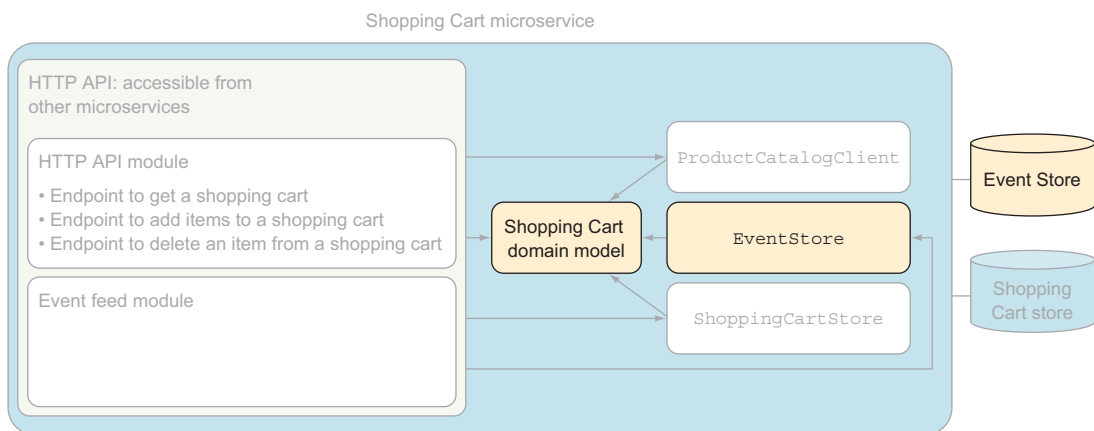 Shopping Cart microservice
HTTP API: accessible from
other microservices
HTTP API module
• Endpoint to get a shopping cart
• Endpoint to add items to a shopping cart
• Endpoint to delete an item from a shopping cart
Event feed module
Shopping Cart
domain model
ProductCatalogClient
EventStore
ShoppingCartStore
Event Store
Shopping
Cart store